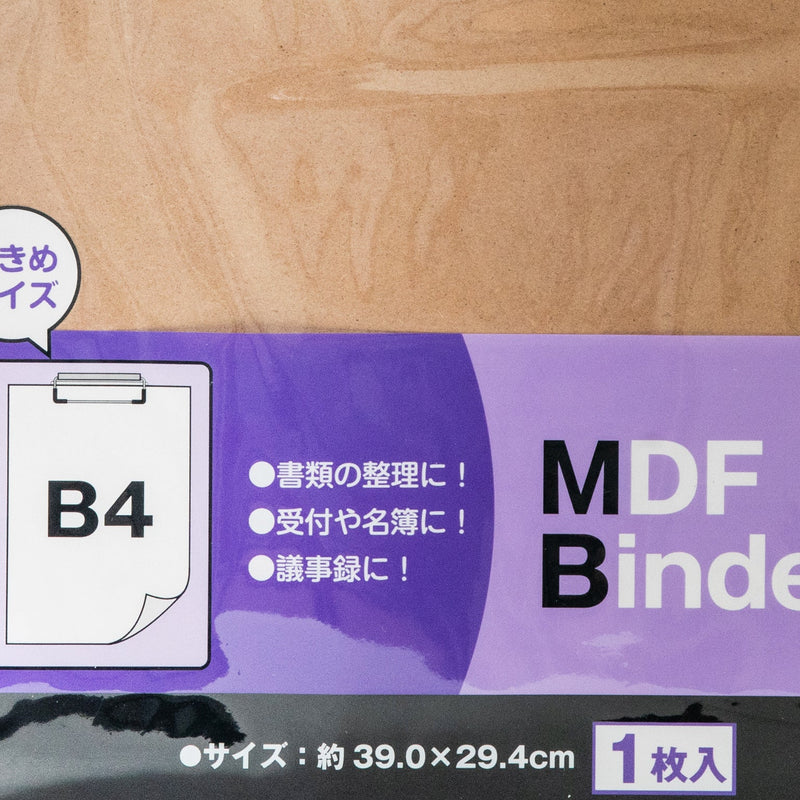 きめ
イズ
B4
●書類の整理に！
●受付や名簿に！
●議事録に！
MDF
Binde
●サイズ：約 39.0×29.4cm
1枚入